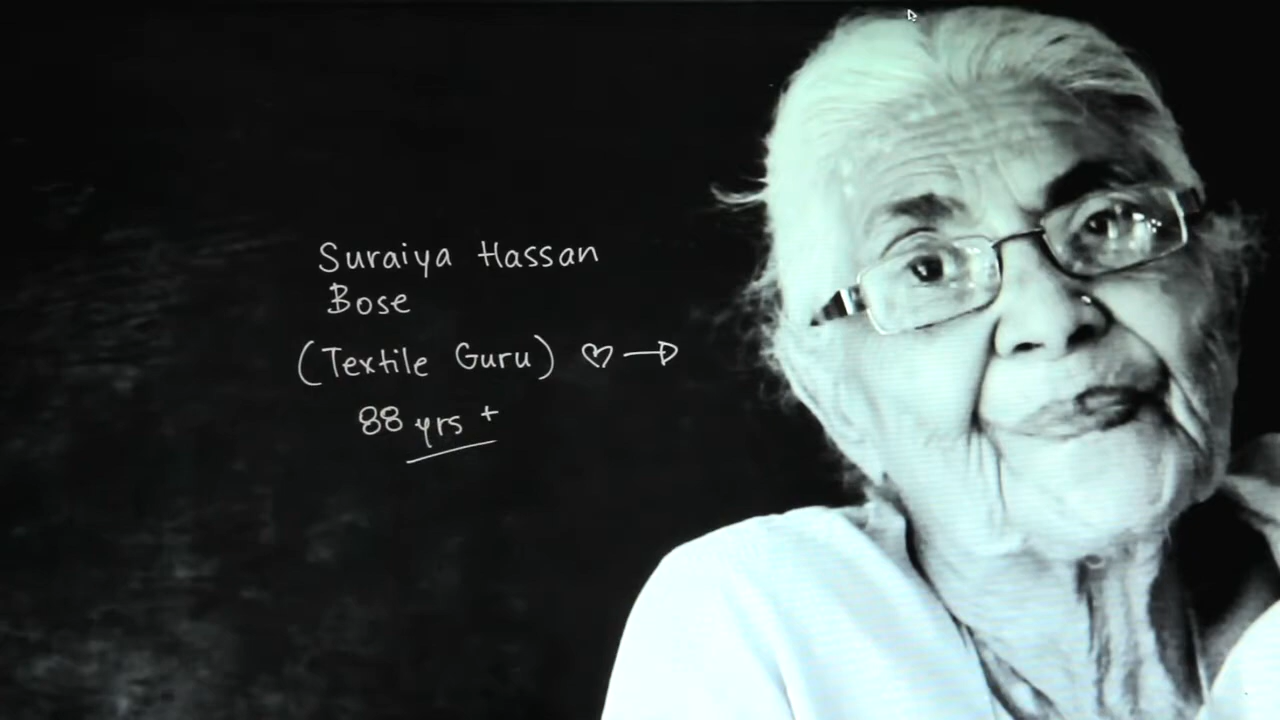 Suraiya Hassan
Bose
(Textile Guru) ♡→
88 yrs +